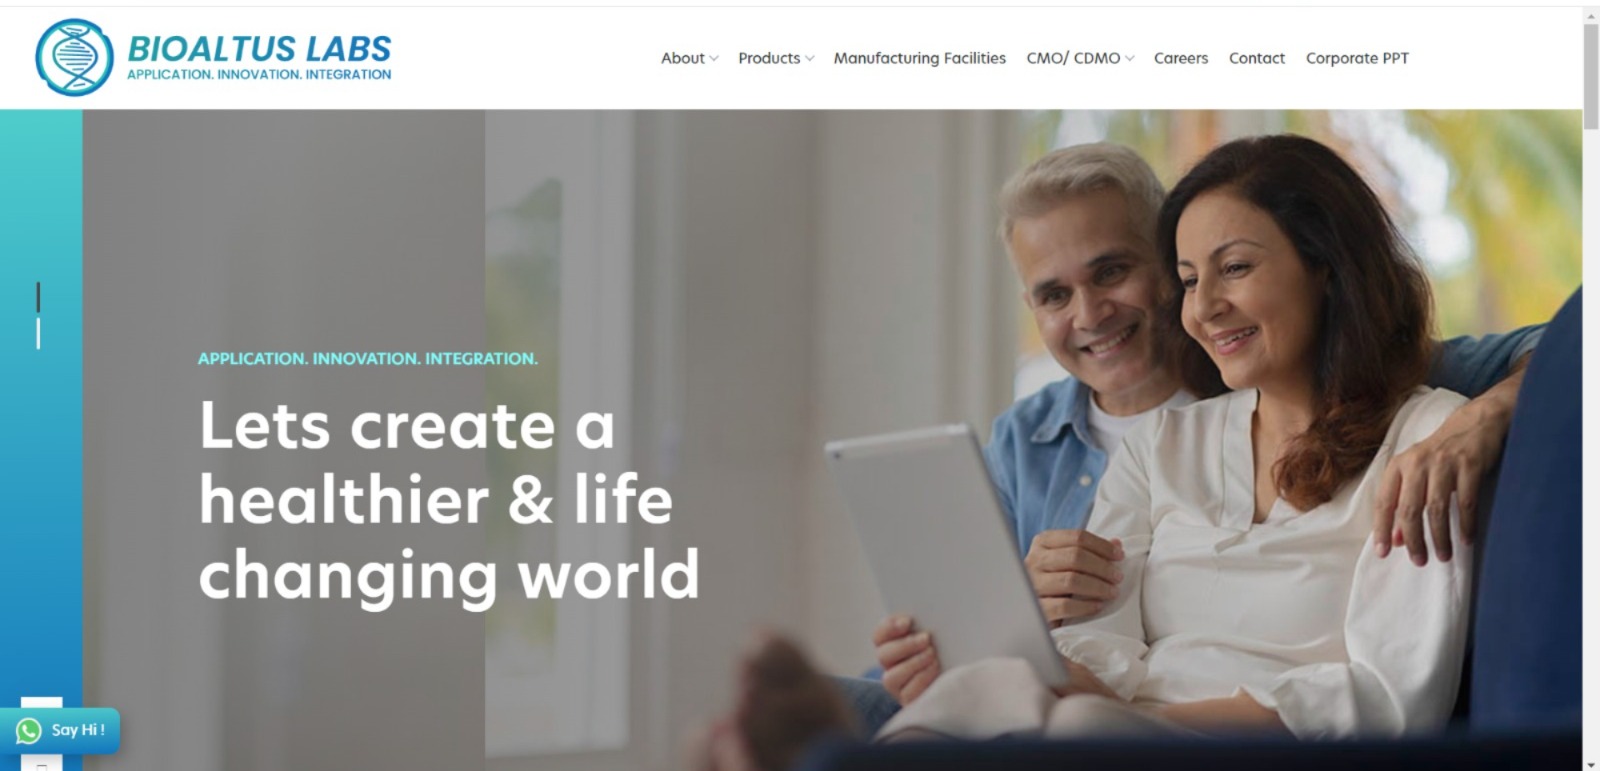 BIOALTUS LABS
APPLICATION. INNOVATION. INTEGRATION
About Products Manufacturing Facilities CMO/ CDMO Careers Contact Corporate PPT
APPLICATION. INNOVATION. INTEGRATION.
Lets create a
healthier & life
changing world
Say Hi !